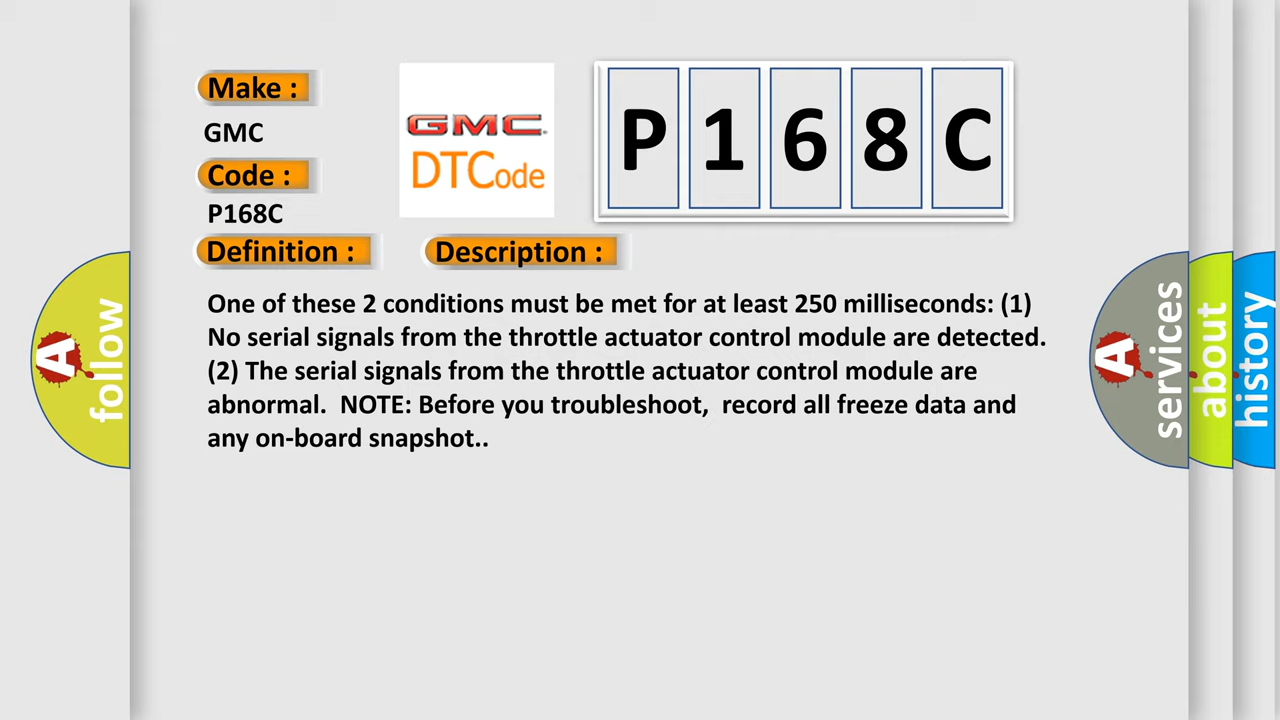 Make :
GMC
Code :
P168C
Definition :
Description :
GMC
DTCode
P168C
One of these 2 conditions must be met for at least 250 milliseconds: (1)
No serial signals from the throttle actuator control module are detected.
(2) The serial signals from the throttle actuator control module are
abnormal. NOTE: Before you troubleshoot, record all freeze data and
any on-board snapshot..
A
follow
A
services
about
history